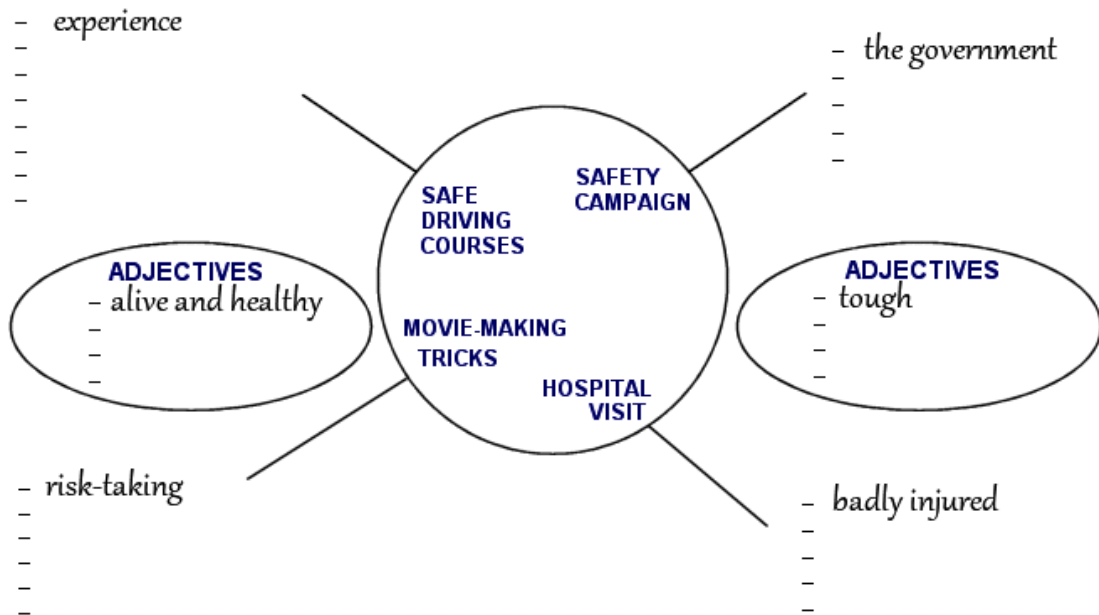 – experience
–
–
–
–
–
–
–
– the government
–
–
–
–
SAFE
DRIVING
COURSES
SAFETY
CAMPAIGN
ADJECTIVES
– alive and healthy
–
–
–
ADJECTIVES
– tough
–
–
–
MOVIE-MAKING
TRICKS
HOSPITAL
VISIT
– risk-taking
–
–
–
–
–
– badly injured
–
–
–
–